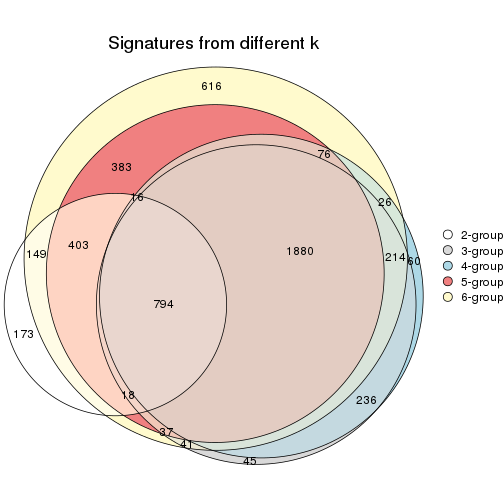 Signatures from different k
616
76
383
16
26
403
149
1880
214
60
794
173
18
236
37
41
45
2-group
3-group
4-group
5-group
6-group